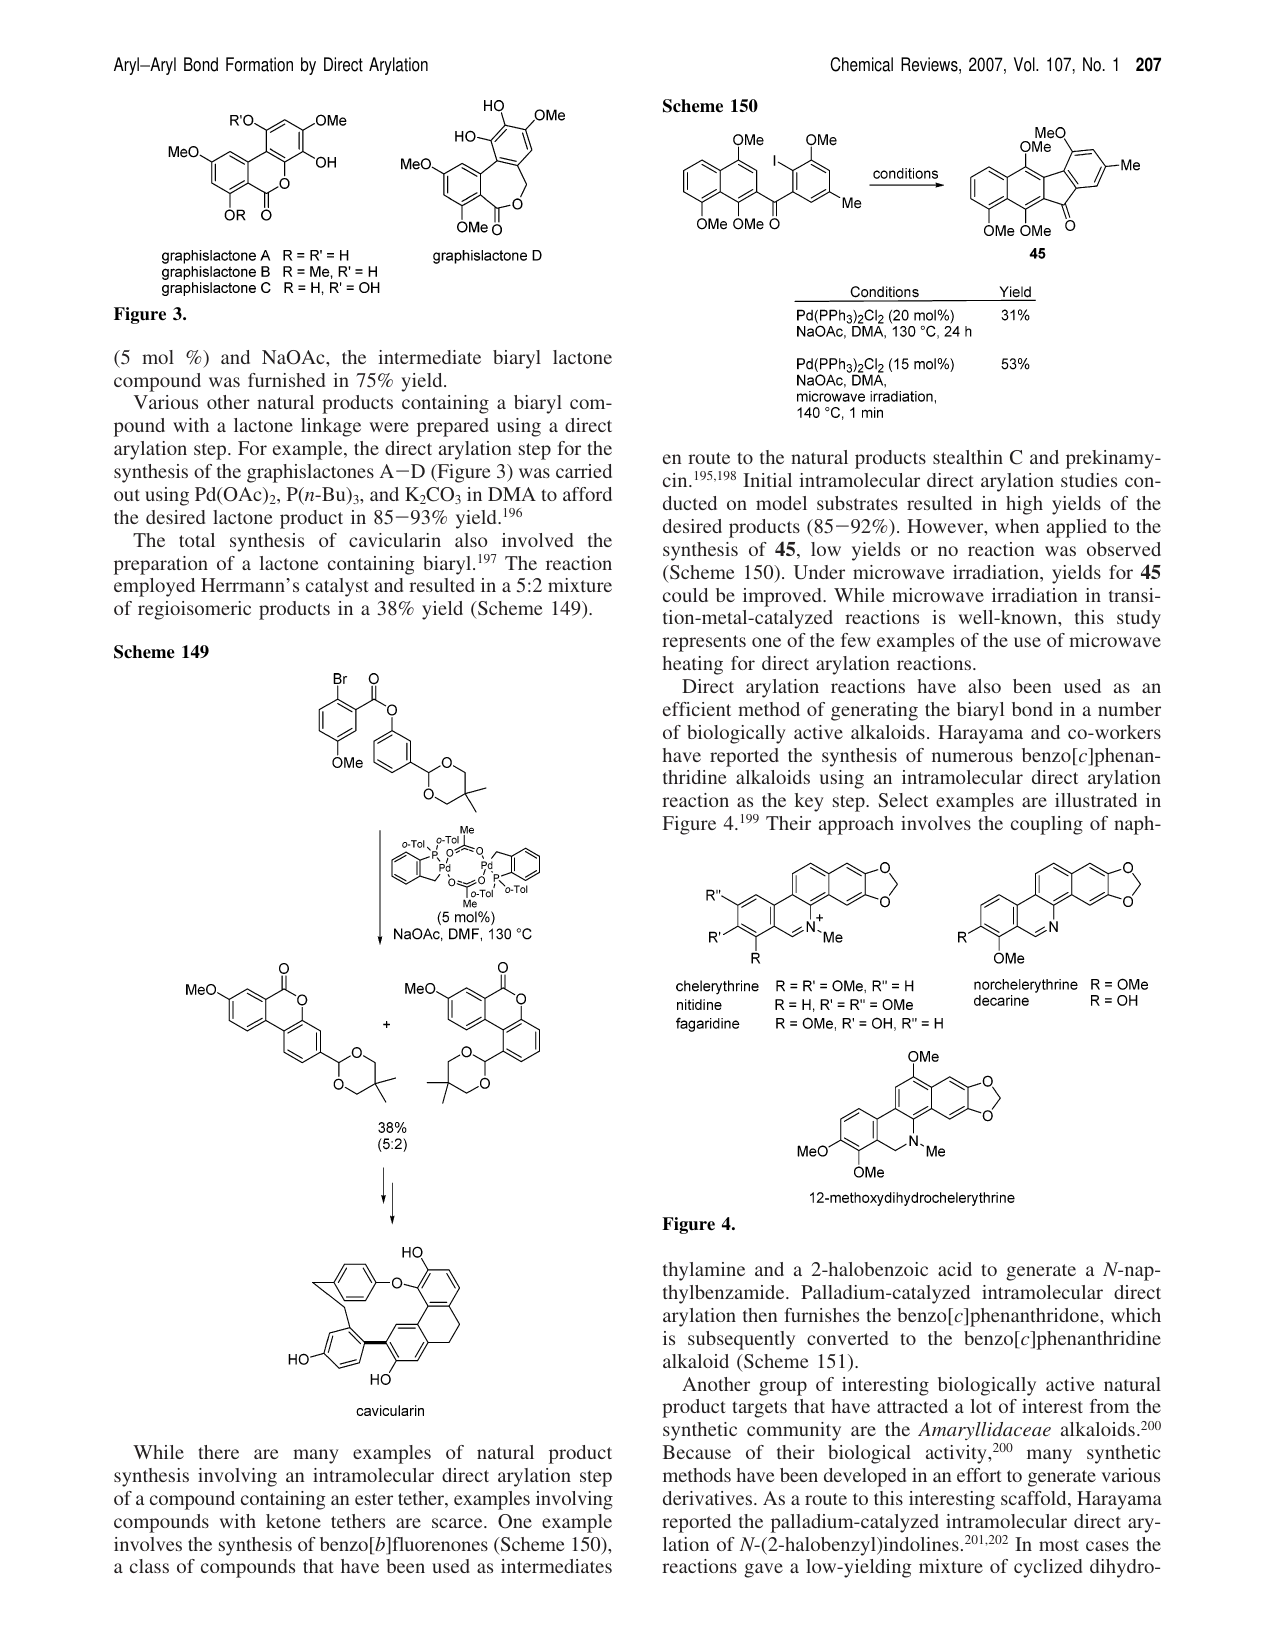 Aryl−Aryl Bond Formation by Direct Arylation
Chemical Reviews, 2007, Vol. 107, No. 1 207
R'O
OMe
MeO
OH
O
OR
O
HO
OMe
HO
MeO
O
OMe
O
graphislactone A R = R' = H
graphislactone B R = Me, R' = H
graphislactone C R = H, R' = OH
graphislactone D
Figure 3.
(5 mol %) and NaOAc, the intermediate biaryl lactone
compound was furnished in 75% yield.
Various other natural products containing a biaryl com-
pound with a lactone linkage were prepared using a direct
arylation step. For example, the direct arylation step for the
synthesis of the graphislactones A−D (Figure 3) was carried
out using Pd(OAc)2, P(n-Bu)3, and K2CO3 in DMA to afford
the desired lactone product in 85−93% yield.196
The total synthesis of cavicularin also involved the
preparation of a lactone containing biaryl.197 The reaction
employed Herrmann's catalyst and resulted in a 5:2 mixture
of regioisomeric products in a 38% yield (Scheme 149).
Scheme 149
Br
O
O
OMe
O
O
Me
o-Tol
o-Tol
P
O
O
Pd
Pd
O
O
P
o-Tol
o-Tol
Me
(5 mol%)
NaOAc, DMF, 130 °C
O
MeO
O
O
O
+
O
MeO
O
O
O
38%
(5:2)
HO
O
HO
HO
cavicularin
While there are many examples of natural product
synthesis involving an intramolecular direct arylation step
of a compound containing an ester tether, examples involving
compounds with ketone tethers are scarce. One example
involves the synthesis of benzo[b]fluorenones (Scheme 150),
a class of compounds that have been used as intermediates
Scheme 150
OMe
OMe
I
Me
OMe OMe O
conditions
MeO
OMe
Me
OMe OMe
O
45
Conditions Yield
Pd(PPh3)2Cl2 (20 mol%) 31%
NaOAc, DMA, 130 °C, 24 h
Pd(PPh3)2Cl2 (15 mol%) 53%
NaOAc, DMA,
microwave irradiation,
140 °C, 1 min
en route to the natural products stealthin C and prekinamy-
cin.195,198 Initial intramolecular direct arylation studies con-
ducted on model substrates resulted in high yields of the
desired products (85−92%). However, when applied to the
synthesis of 45, low yields or no reaction was observed
(Scheme 150). Under microwave irradiation, yields for 45
could be improved. While microwave irradiation in transi-
tion-metal-catalyzed reactions is well-known, this study
represents one of the few examples of the use of microwave
heating for direct arylation reactions.
Direct arylation reactions have also been used as an
efficient method of generating the biaryl bond in a number
of biologically active alkaloids. Harayama and co-workers
have reported the synthesis of numerous benzo[c]phenan-
thridine alkaloids using an intramolecular direct arylation
reaction as the key step. Select examples are illustrated in
Figure 4.199 Their approach involves the coupling of naph-
O
O
R''
R'
N+
Me
R
O
O
R
N
OMe
chelerythrine R = R' = OMe, R'' = H
nitidine R = H, R' = R'' = OMe
fagaridine R = OMe, R' = OH, R'' = H
norchelerythrine R = OMe
decarine R = OH
OMe
O
O
MeO
N
Me
OMe
12-methoxydihydrochelerythrine
Figure 4.
thylamine and a 2-halobenzoic acid to generate a N-nap-
thylbenzamide. Palladium-catalyzed intramolecular direct
arylation then furnishes the benzo[c]phenanthridone, which
is subsequently converted to the benzo[c]phenanthridine
alkaloid (Scheme 151).
Another group of interesting biologically active natural
product targets that have attracted a lot of interest from the
synthetic community are the Amaryllidaceae alkaloids.200
Because of their biological activity,200 many synthetic
methods have been developed in an effort to generate various
derivatives. As a route to this interesting scaffold, Harayama
reported the palladium-catalyzed intramolecular direct ary-
lation of N-(2-halobenzyl)indolines.201,202 In most cases the
reactions gave a low-yielding mixture of cyclized dihydro-